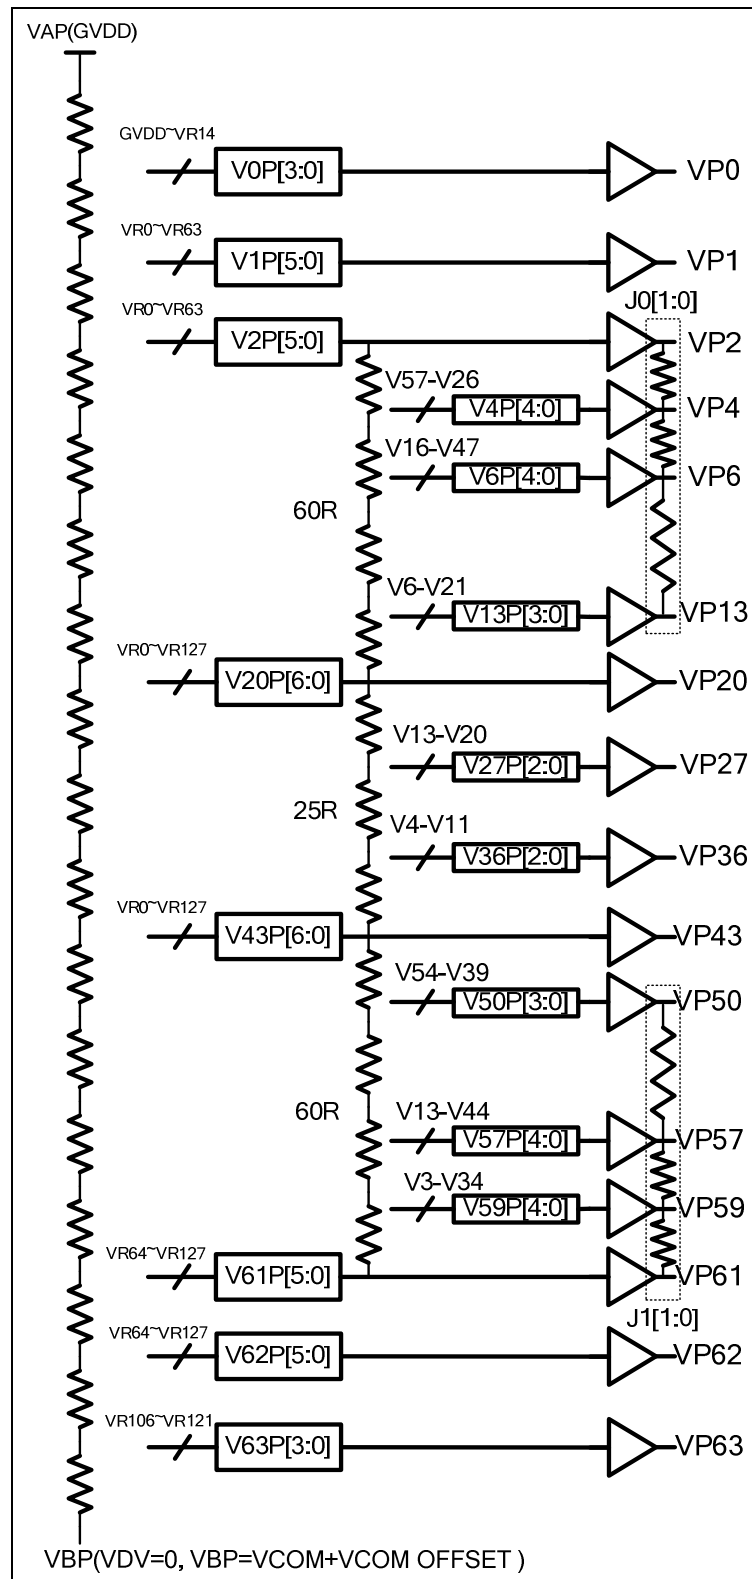 VAP(GVDD)
GVDD~VR14
V0P[3:0]
VP0
VR0~VR63
V1P[5:0]
VP1
VR0~VR63
V2P[5:0]
J0[1:0]
VP2
V57-V26
V4P[4:0]
VP4
V16-V47
V6P[4:0]
VP6
60R
V6-V21
V13P[3:0]
VP13
VR0~VR127
V20P[6:0]
VP20
V13-V20
V27P[2:0]
VP27
25R
V4-V11
V36P[2:0]
VP36
VR0~VR127
V43P[6:0]
VP43
V54-V39
V50P[3:0]
VP50
60R
V13-V44
V57P[4:0]
VP57
V3-V34
V59P[4:0]
VP59
VR64~VR127
V61P[5:0]
VP61
J1[1:0]
VR64~VR127
V62P[5:0]
VP62
VR106~VR121
V63P[3:0]
VP63
VBP(VDV=0, VBP=VCOM+VCOM OFFSET )